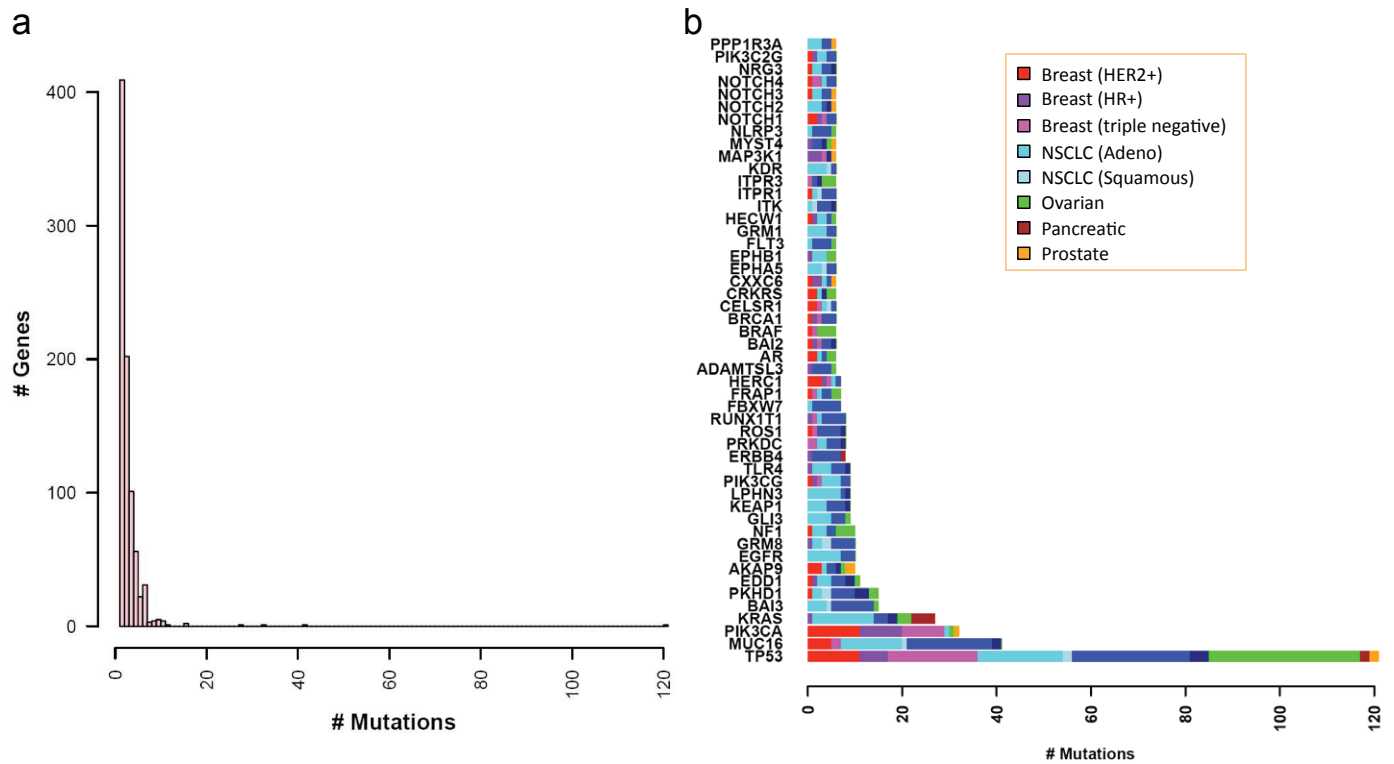 a
# Genes
400
300
200
100
0
0
20
40
60
80
100
120
# Mutations
b
PPP1R3A
PIK3C2G
NRG3
NOTCH4
NOTCH3
NOTCH2
NOTCH1
NLRP3
MYST4
MAP3K1
KDR
ITPR3
ITPR1
ITK
HECW1
GRM1
FLT3
EPHB1
EPHA5
CXXC6
CRKRS
CELSR1
BRCA1
BRAF
BAI2
AR
ADAMTSL3
HERC1
FRAP1
FBXW7
RUNX1T1
ROS1
PRKDC
ERBB4
TLR4
PIK3CG
LPHN3
KEAP1
GLI3
NF1
GRM8
EGFR
AKAP9
EDD1
PKHD1
BAI3
KRAS
PIK3CA
MUC16
TP53
Breast (HER2+)
Breast (HR+)
Breast (triple negative)
NSCLC (Adeno)
NSCLC (Squamous)
Ovarian
Pancreatic
Prostate
0
20
40
60
80
100
120
# Mutations